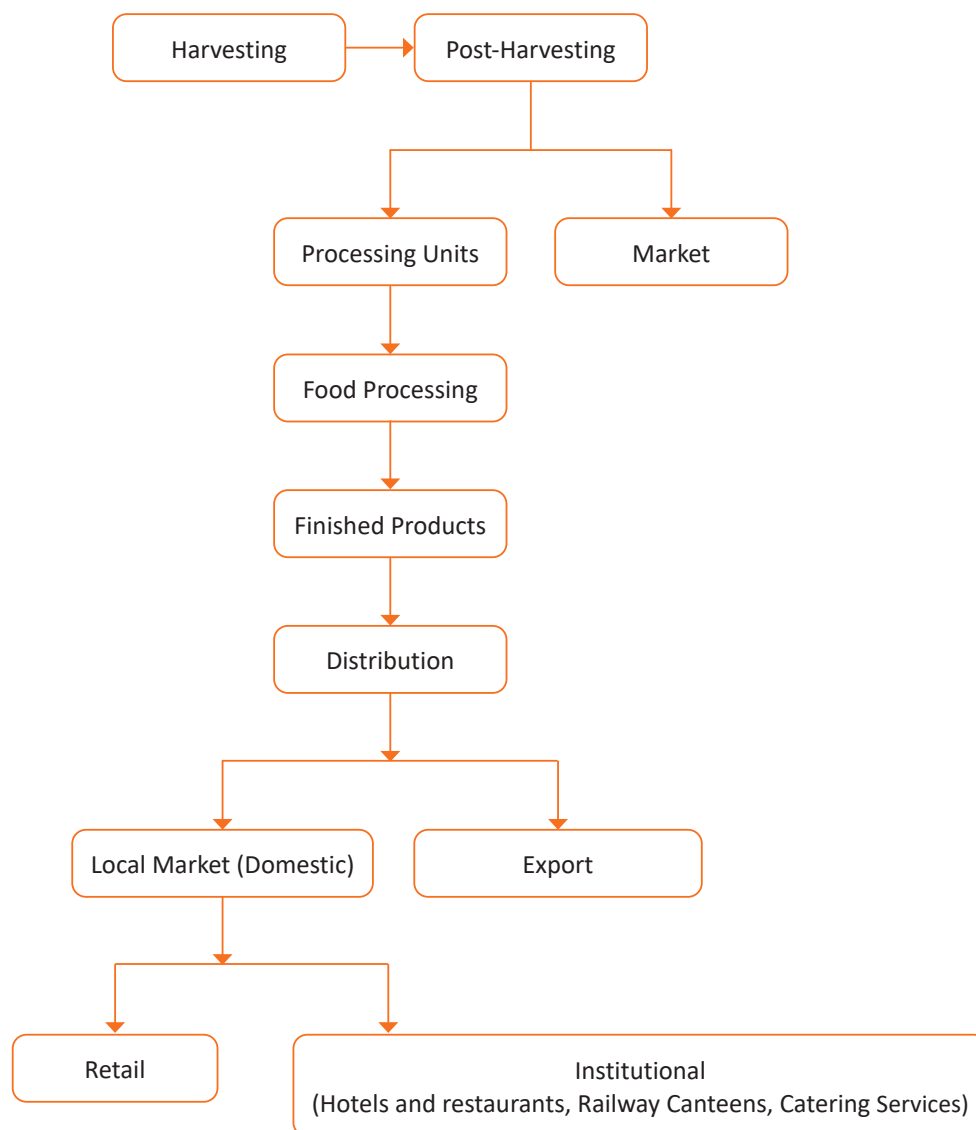 Harvesting
Post-Harvesting
Processing Units
Market
Food Processing
Finished Products
Distribution
Local Market (Domestic)
Export
Retail
Institutional
(Hotels and restaurants, Railway Canteens, Catering Services)